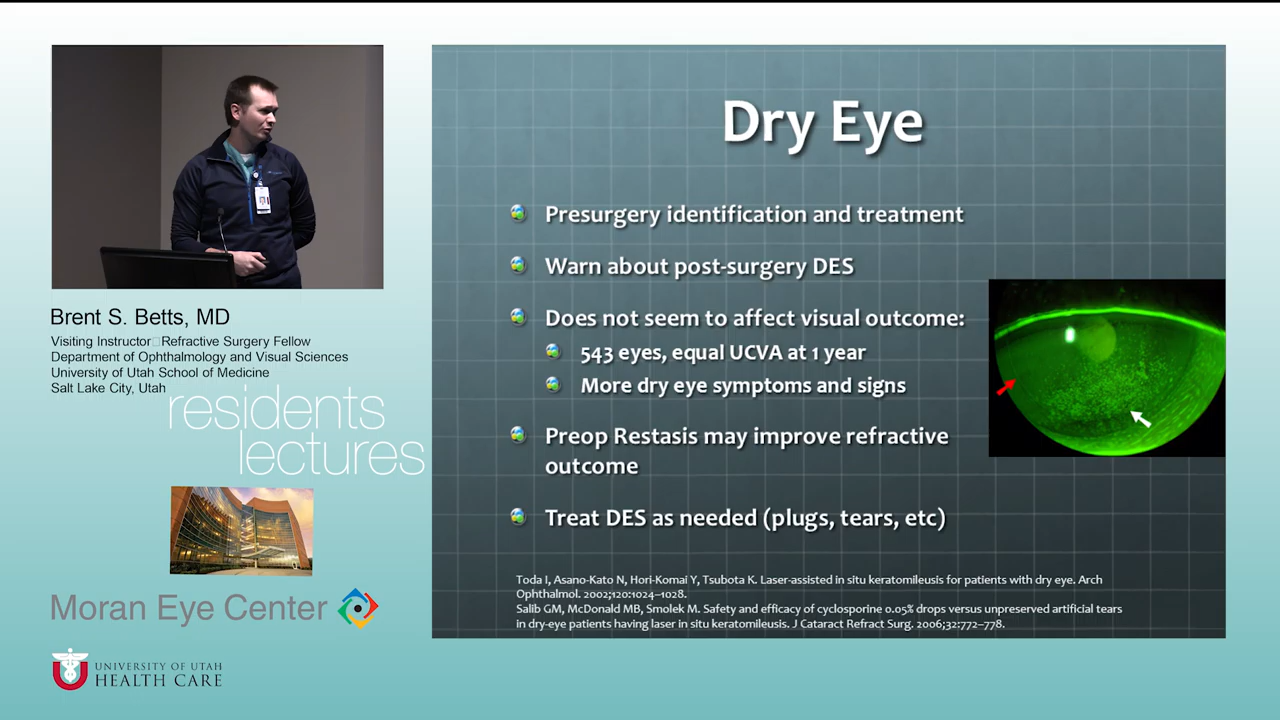 Brent S. Betts, MD
Visiting Instructor□Refractive Surgery Fellow
Department of Ophthalmology and Visual Sciences
University of Utah School of Medicine
Salt Lake City, Utah
residents
lectures
Moran Eye Center
UNIVERSITY OF UTAH
HEALTH CARE
Dry Eye
Presurgery identification and treatment
Warn about post-surgery DES
Does not seem to affect visual outcome:
543 eyes, equal UCVA at 1 year
More dry eye symptoms and signs
Preop Restasis may improve refractive
outcome
Treat DES as needed (plugs, tears, etc)
Toda I, Asano-Kato N, Hori-Komai Y, Tsubota K. Laser-assisted in situ keratomileusis for patients with dry eye. Arch
Ophthalmol. 2002;120:1024–1028.
Salib GM, McDonald MB, Smolek M. Safety and efficacy of cyclosporine 0.05% drops versus unpreserved artificial tears
in dry-eye patients having laser in situ keratomileusis. J Cataract Refract Surg. 2006;32:772–778.